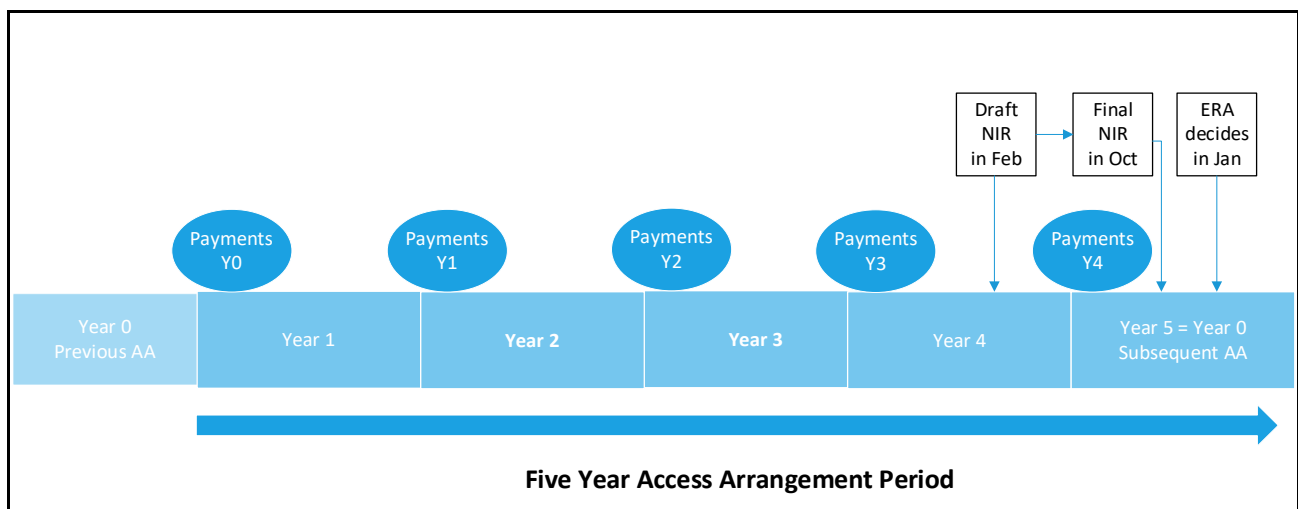 Draft
NIR
in Feb
Final
NIR
in Oct
ERA
decides
in Jan
Payments
Y0
Payments
Y1
Payments
Y2
Payments
Y3
Payments
Y4
Year 0
Previous AA
Year 1
Year 2
Year 3
Year 4
Year 5 = Year 0
Subsequent AA
Five Year Access Arrangement Period